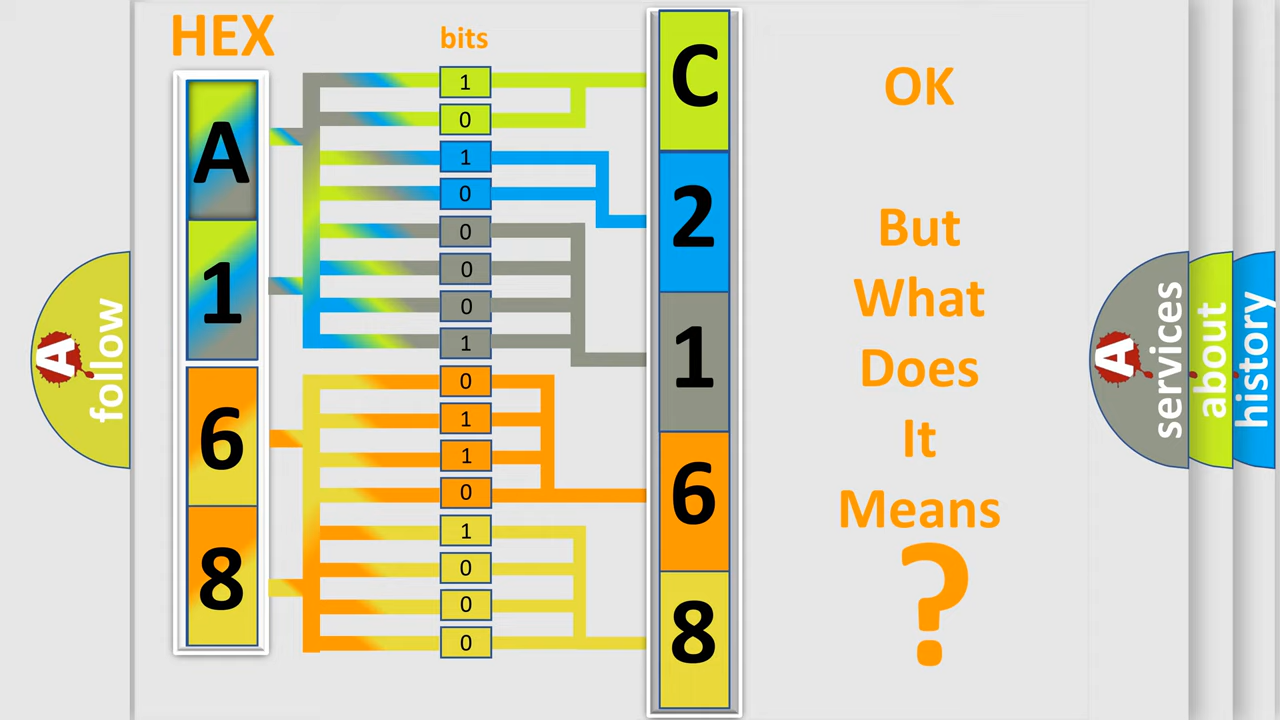 HEX
bits
A
1
6
8
1
0
1
0
0
0
0
1
0
1
1
0
1
0
0
0
C
2
1
6
8
OK
But
What
Does
It
Means
?
A
follow
A
services
about
history